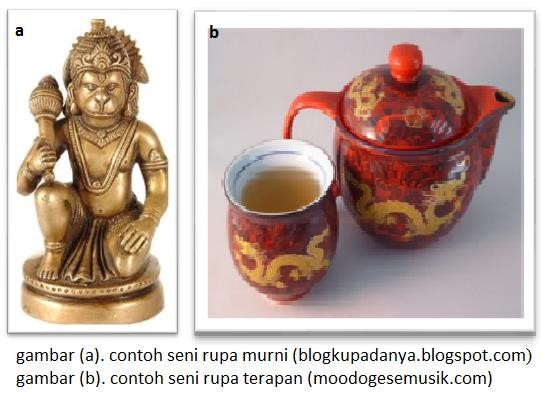 a
b
gambar (a). contoh seni rupa murni (blogkupadanya.blogspot.com)
gambar (b). contoh seni rupa terapan (moodogesemusik.com)